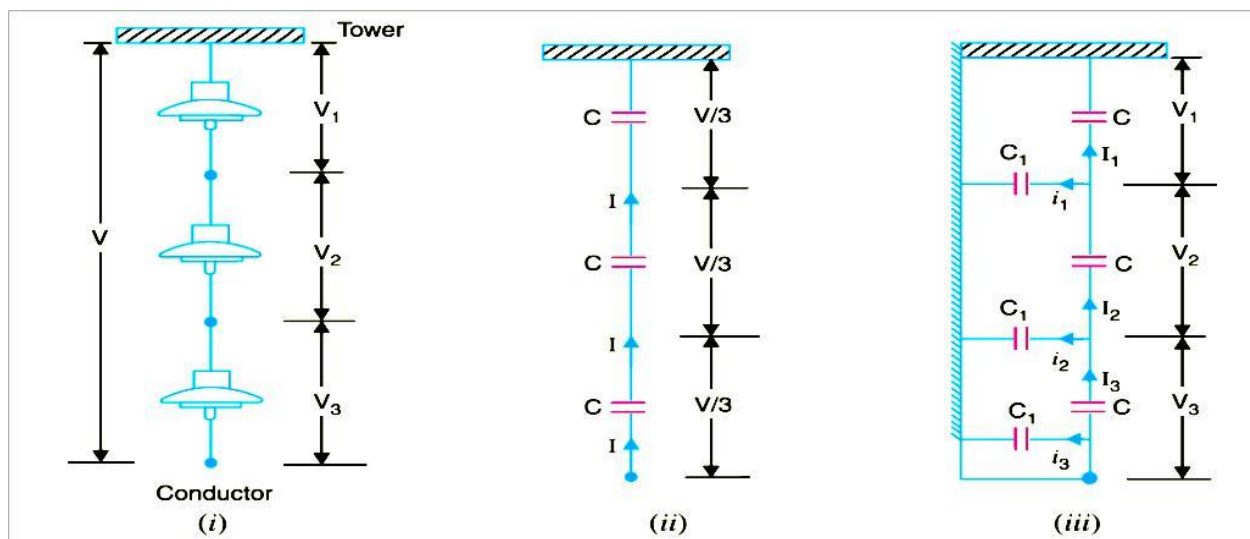 Tower
V
V1
V2
V3
Conductor
(i)
C
V/3
I
C
V/3
I
C
V/3
I
(ii)
C
V1
C1
I1
i1
C
V2
C1
I2
i2
I3
C
V3
C1
i3
(iii)